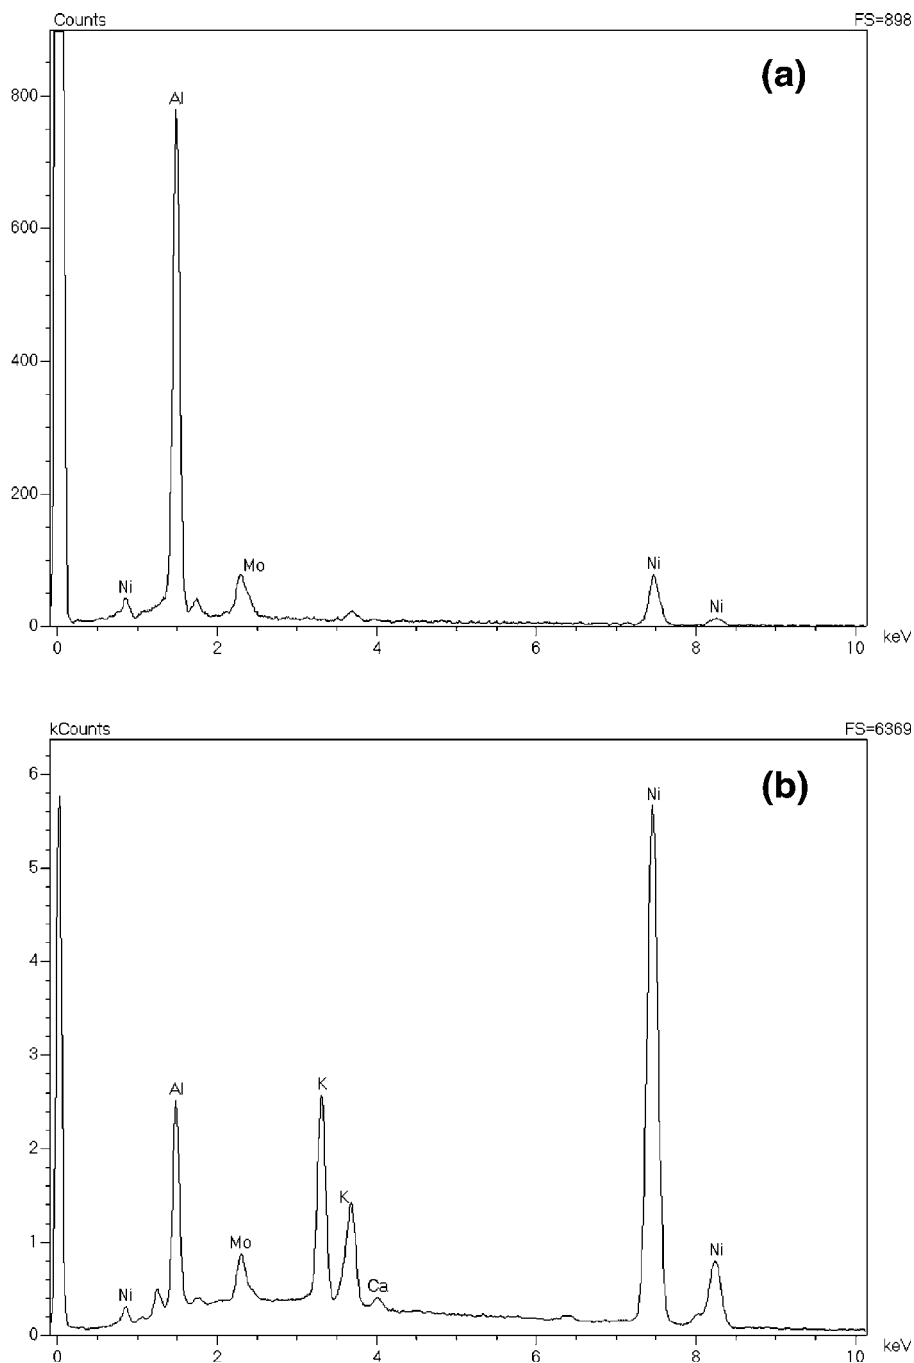 Counts FS=898
(a)
800
Al
600
400
200
Ni Mo Ni Ni
0
0 2 4 6 8 10 keV
kCounts FS=6369
(b)
6
Ni
5
4
3
Al K
2
K
1
Mo Ni
Ni Ca
0
0 2 4 6 8 10 keV